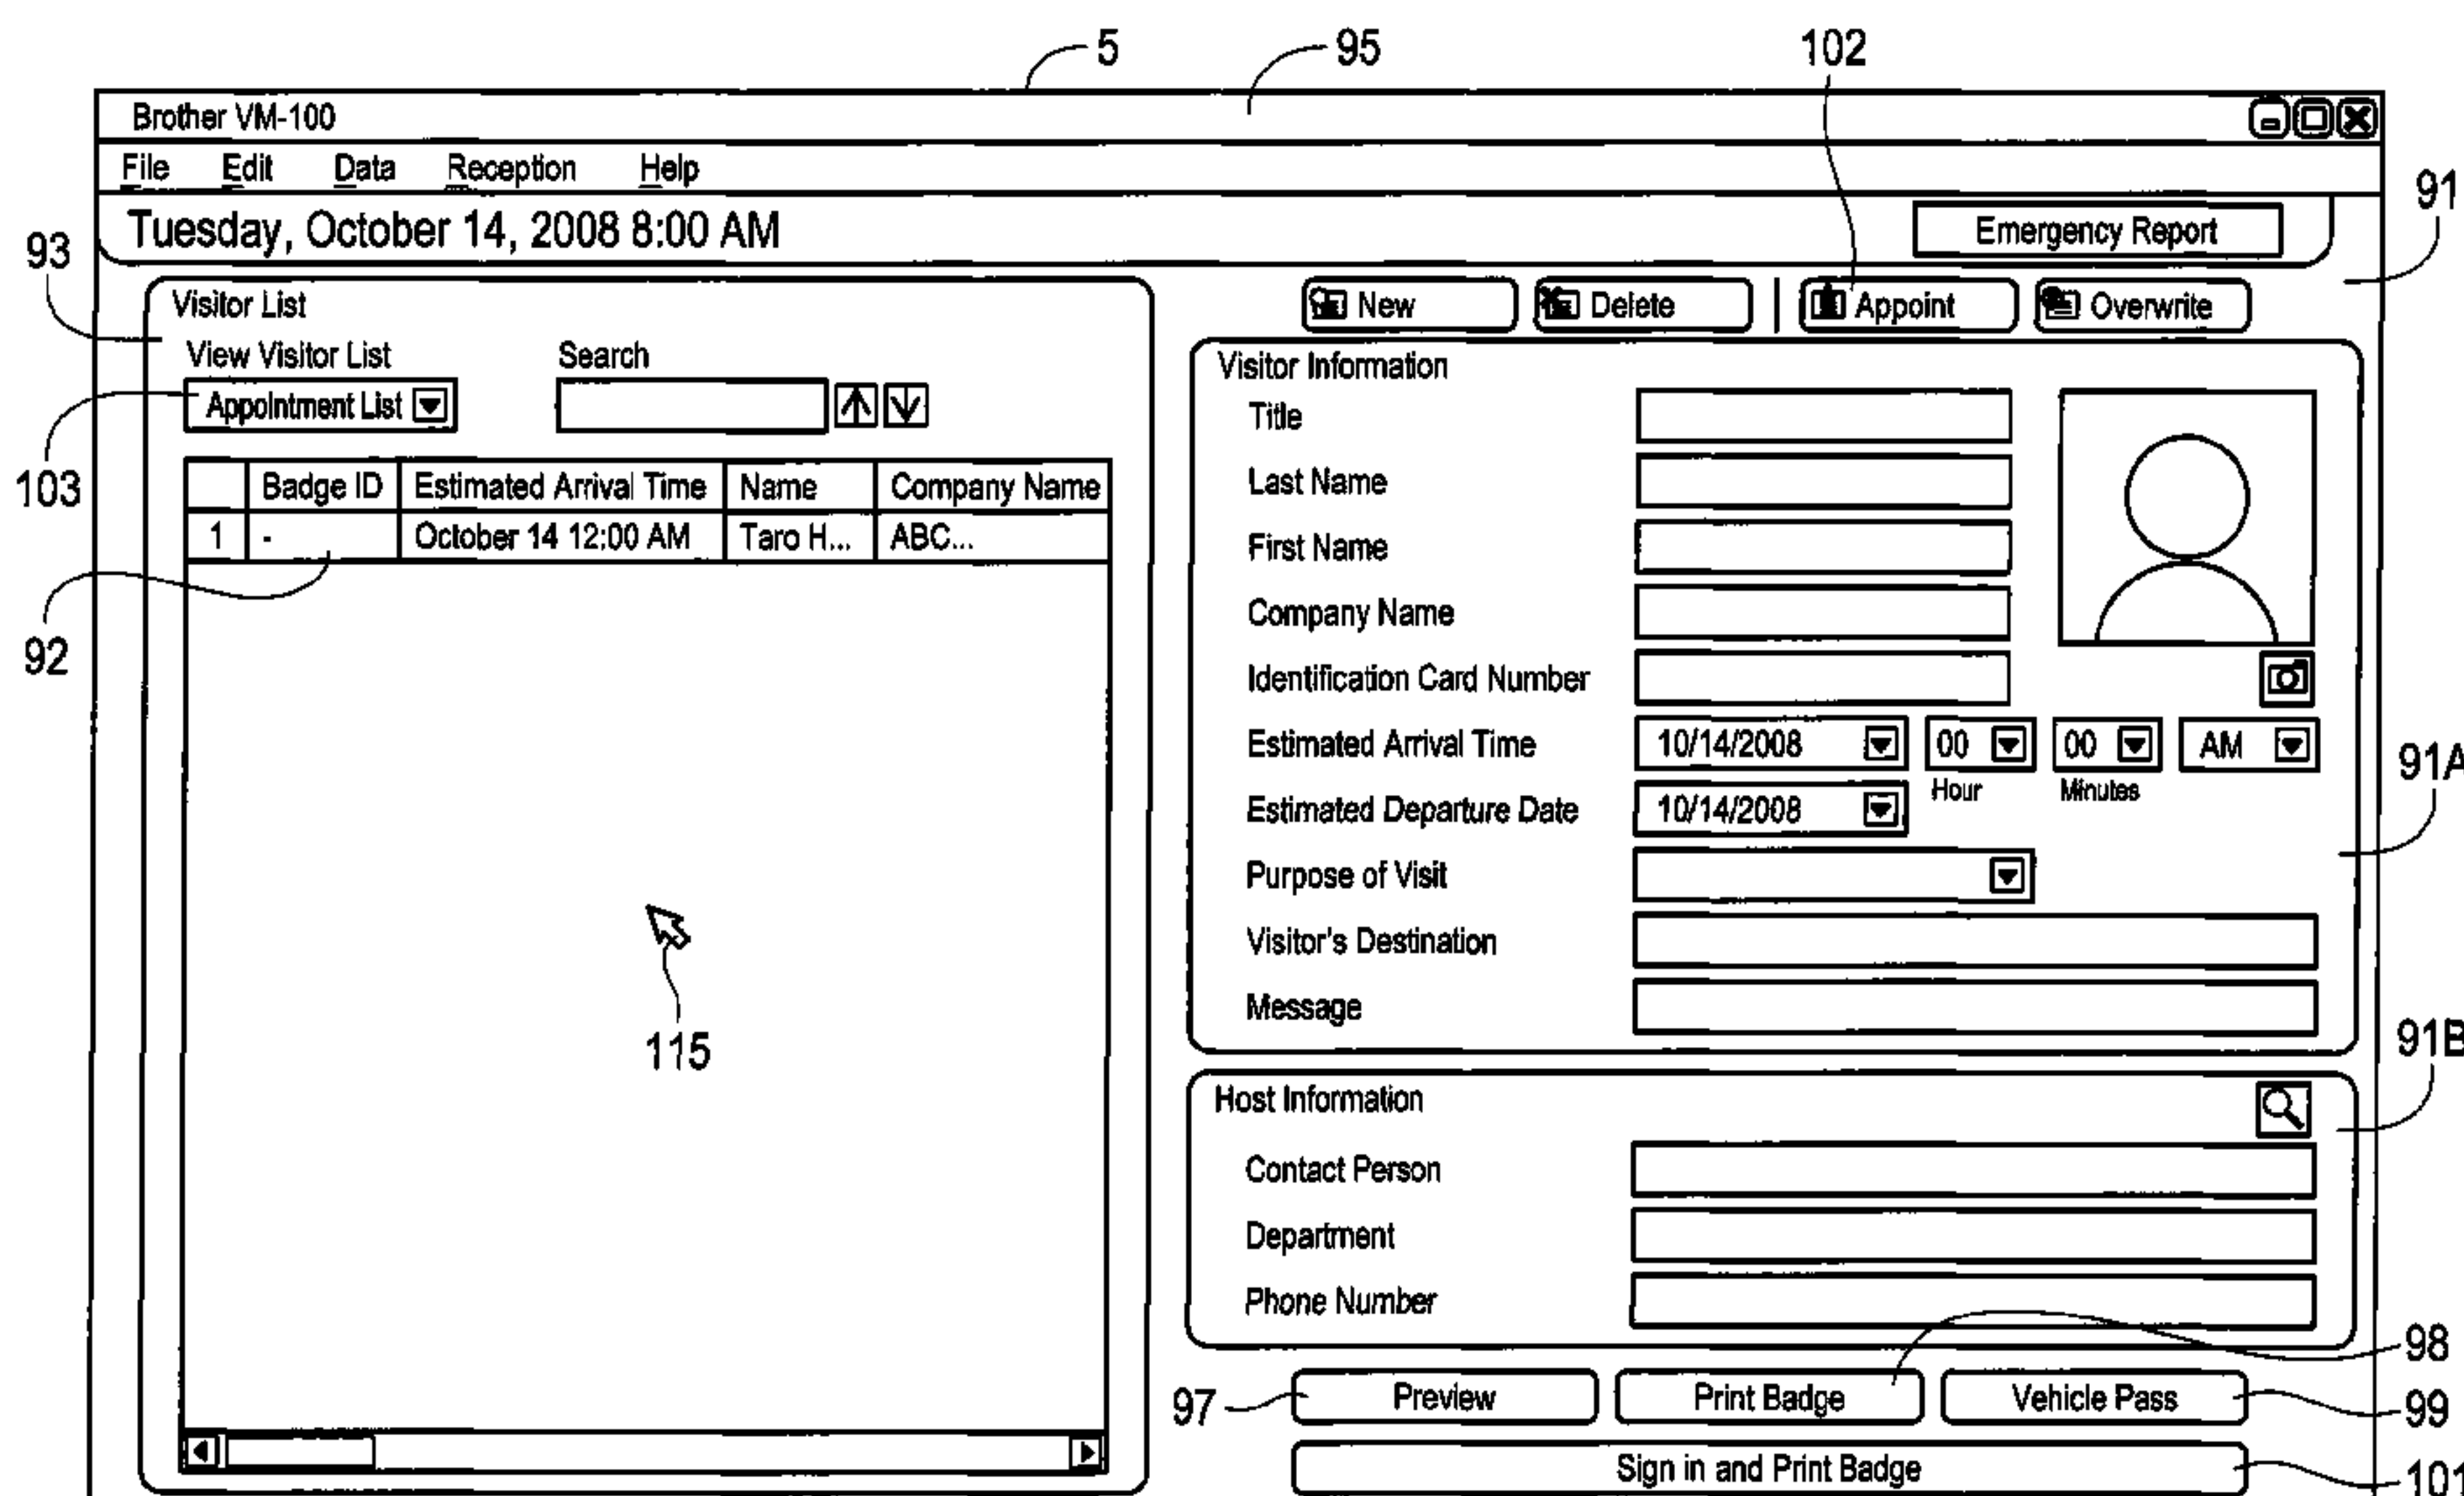 5 95 102
Brother VM-100
File Edit Data Reception Help
91
Tuesday, October 14, 2008 8:00 AM Emergency Report
93
New Delete Appoint Overwrite
Visitor List
View Visitor List Search
Appointment List
103
Badge ID Estimated Arrival Time Name Company Name
1 - October 14 12:00 AM Taro H... ABC...
92
115
Visitor Information
Title
Last Name
First Name
Company Name
Identification Card Number
Estimated Arrival Time 10/14/2008 00 00 AM
Hour Minutes
91A
Estimated Departure Date 10/14/2008
Purpose of Visit
Visitor's Destination
Message
91B
Host Information
Contact Person
Department
Phone Number
98
97 Preview Print Badge Vehicle Pass 99
Sign in and Print Badge 101